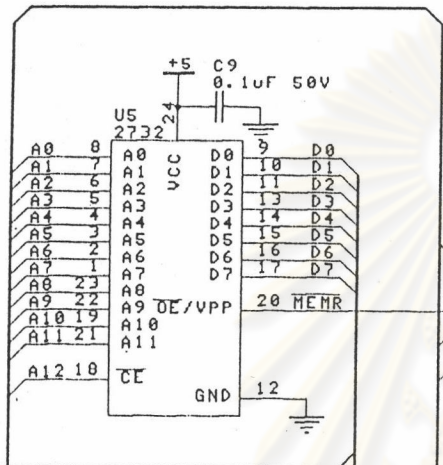 +5 C9
0.1uF 50V
U5
2732 24
A0 8 A0 VCC D0 9 D0
A1 7 A1 D1 10 D1
A2 6 A2 D2 11 D2
A3 5 A3 D3 13 D3
A4 4 A4 D4 14 D4
A5 3 A5 D5 15 D5
A6 2 A6 D6 16 D6
A7 1 A7 D7 17 D7
A8 23 A8
A9 22 A9 OE/VPP 20 MEMR
A10 19 A10
A11 21 A11
A12 18 CE
GND 12